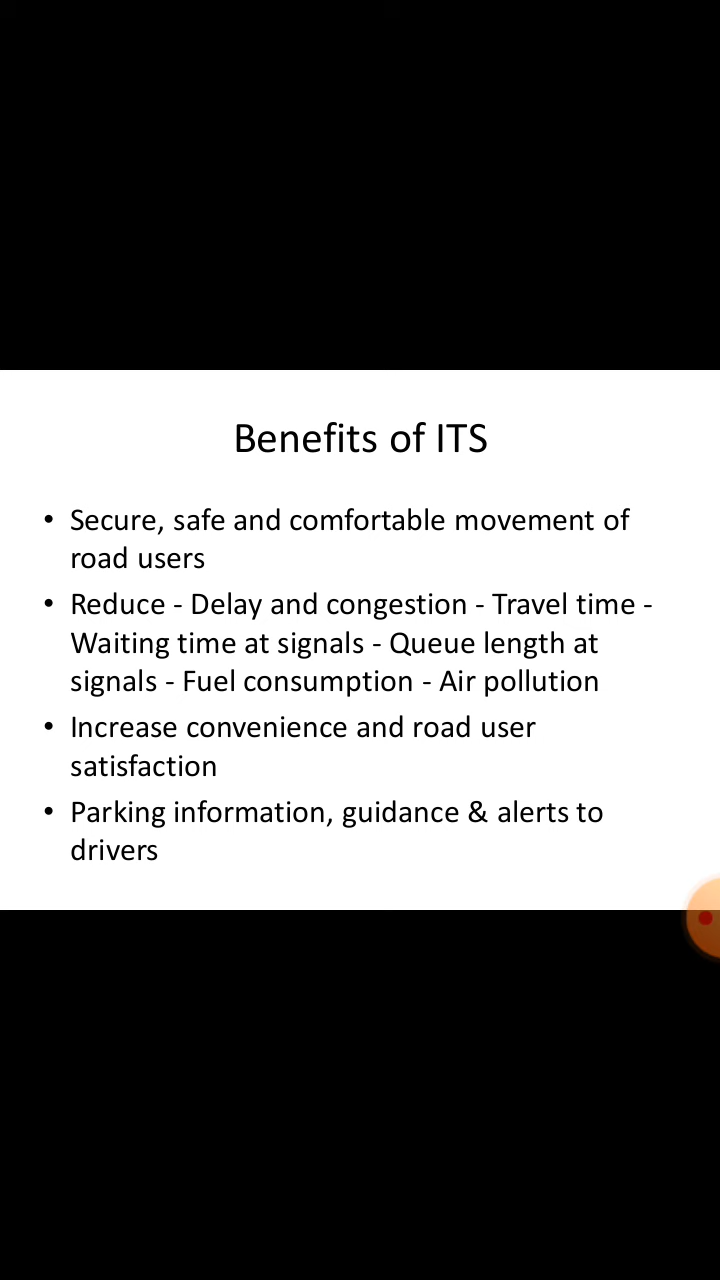 Benefits of ITS
• Secure, safe and comfortable movement of
road users
• Reduce - Delay and congestion - Travel time -
Waiting time at signals - Queue length at
signals - Fuel consumption - Air pollution
• Increase convenience and road user
satisfaction
• Parking information, guidance & alerts to
drivers